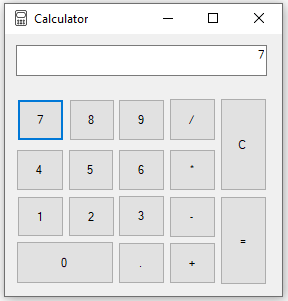 Calculator
7
7 8 9 /
C
4 5 6 *
1 2 3 -
=
0 . +